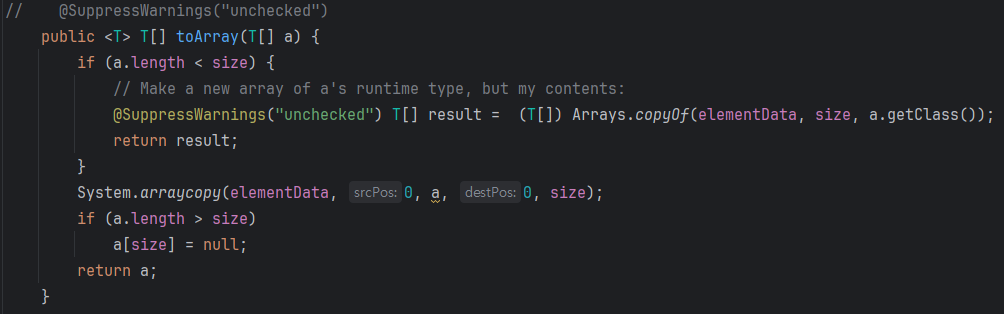 //    @SuppressWarnings("unchecked")
    public <T> T[] toArray(T[] a) {
        if (a.length < size) {
            // Make a new array of a's runtime type, but my contents:
            @SuppressWarnings("unchecked") T[] result =  (T[]) Arrays.copyOf(elementData, size, a.getClass());
            return result;
        }
        System.arraycopy(elementData, srcPos: 0, a, destPos: 0, size);
        if (a.length > size)
            a[size] = null;
        return a;
    }